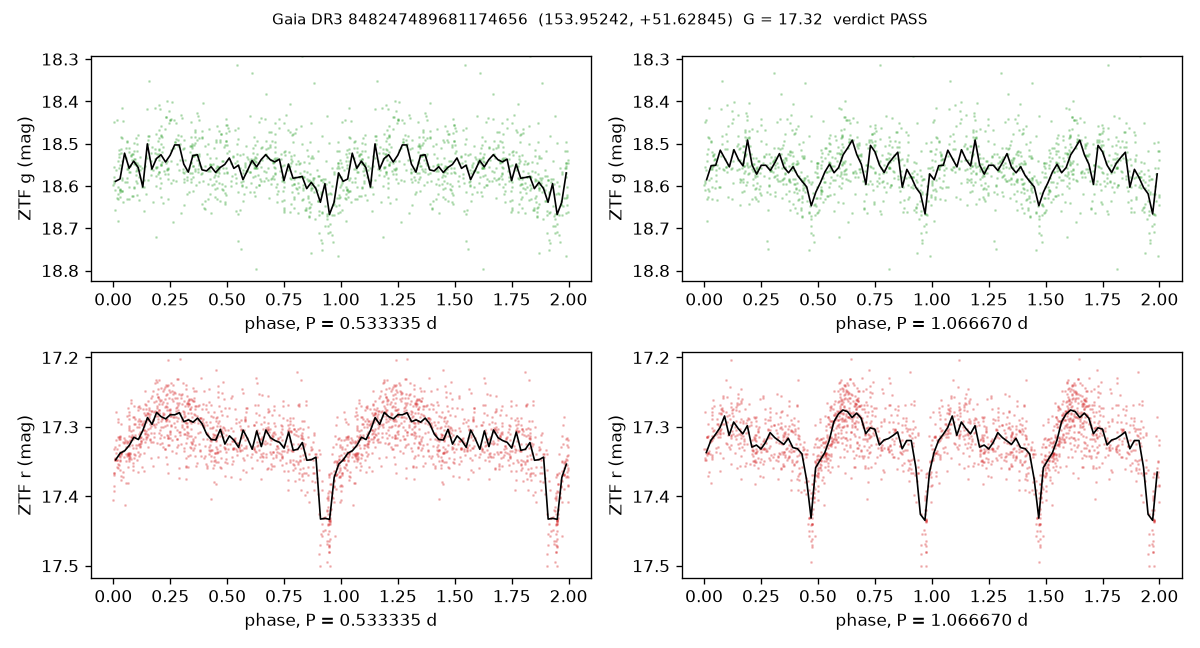 Gaia DR3 848247489681174656 (153.95242, +51.62845) G = 17.32 verdict PASS
ZTF g (mag)
18.3
18.4
18.5
18.6
18.7
18.8
0.00 0.25 0.50 0.75 1.00 1.25 1.50 1.75 2.00
phase, P = 0.533335 d
ZTF g (mag)
18.3
18.4
18.5
18.6
18.7
18.8
0.00 0.25 0.50 0.75 1.00 1.25 1.50 1.75 2.00
phase, P = 1.066670 d
ZTF r (mag)
17.2
17.3
17.4
17.5
0.00 0.25 0.50 0.75 1.00 1.25 1.50 1.75 2.00
phase, P = 0.533335 d
ZTF r (mag)
17.2
17.3
17.4
17.5
0.00 0.25 0.50 0.75 1.00 1.25 1.50 1.75 2.00
phase, P = 1.066670 d